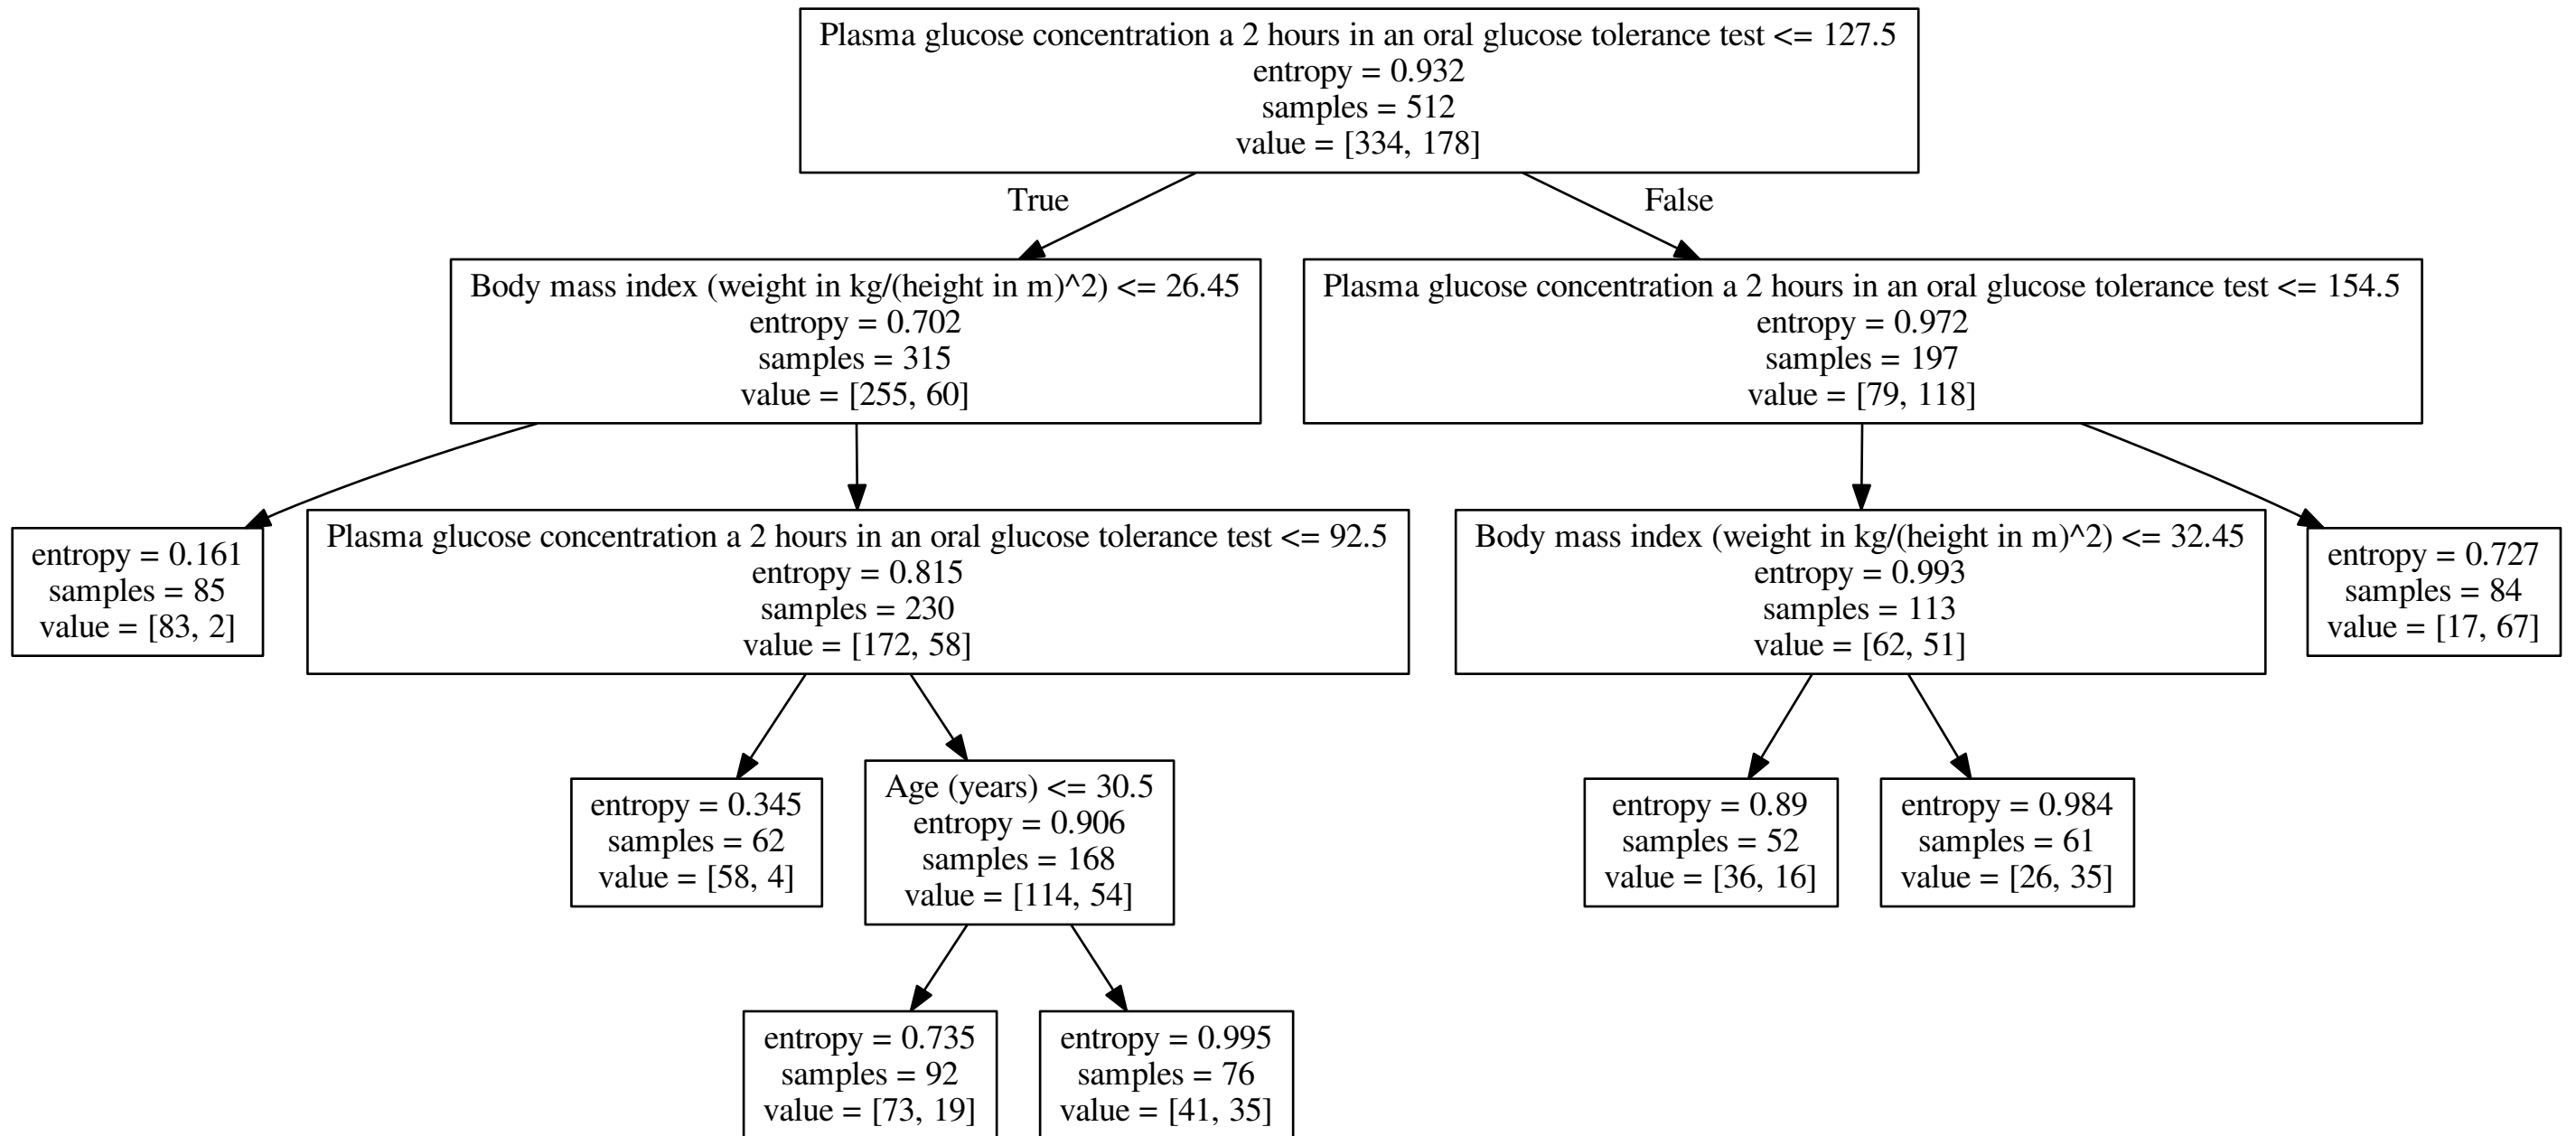 Plasma glucose concentration a 2 hours in an oral glucose tolerance test <= 127.5
entropy = 0.932
samples = 512
value = [334, 178]
True
False
Body mass index (weight in kg/(height in m)^2) <= 26.45
entropy = 0.702
samples = 315
value = [255, 60]
Plasma glucose concentration a 2 hours in an oral glucose tolerance test <= 154.5
entropy = 0.972
samples = 197
value = [79, 118]
entropy = 0.161
samples = 85
value = [83, 2]
Plasma glucose concentration a 2 hours in an oral glucose tolerance test <= 92.5
entropy = 0.815
samples = 230
value = [172, 58]
Body mass index (weight in kg/(height in m)^2) <= 32.45
entropy = 0.993
samples = 113
value = [62, 51]
entropy = 0.727
samples = 84
value = [17, 67]
entropy = 0.345
samples = 62
value = [58, 4]
Age (years) <= 30.5
entropy = 0.906
samples = 168
value = [114, 54]
entropy = 0.89
samples = 52
value = [36, 16]
entropy = 0.984
samples = 61
value = [26, 35]
entropy = 0.735
samples = 92
value = [73, 19]
entropy = 0.995
samples = 76
value = [41, 35]